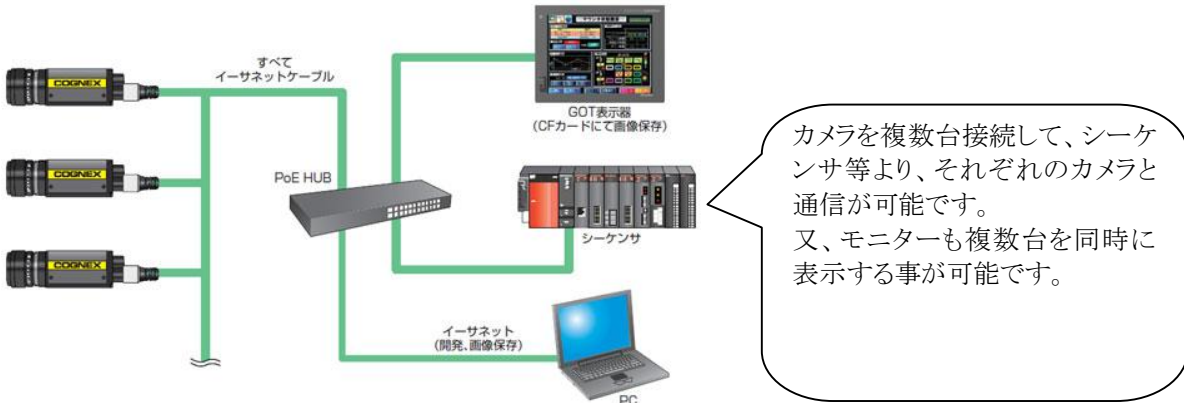 COGNEX
COGNEX
COGNEX
すべて
イーサネットケーブル
PoE HUB
GOT表示器
(CFカードにて画像保存)
シーケンサ
イーサネット
(開発、画像保存)
PC
カメラを複数台接続して、シーケ
ンサ等より、それぞれのカメラと
通信が可能です。
又、モニターも複数台を同時に
表示する事が可能です。